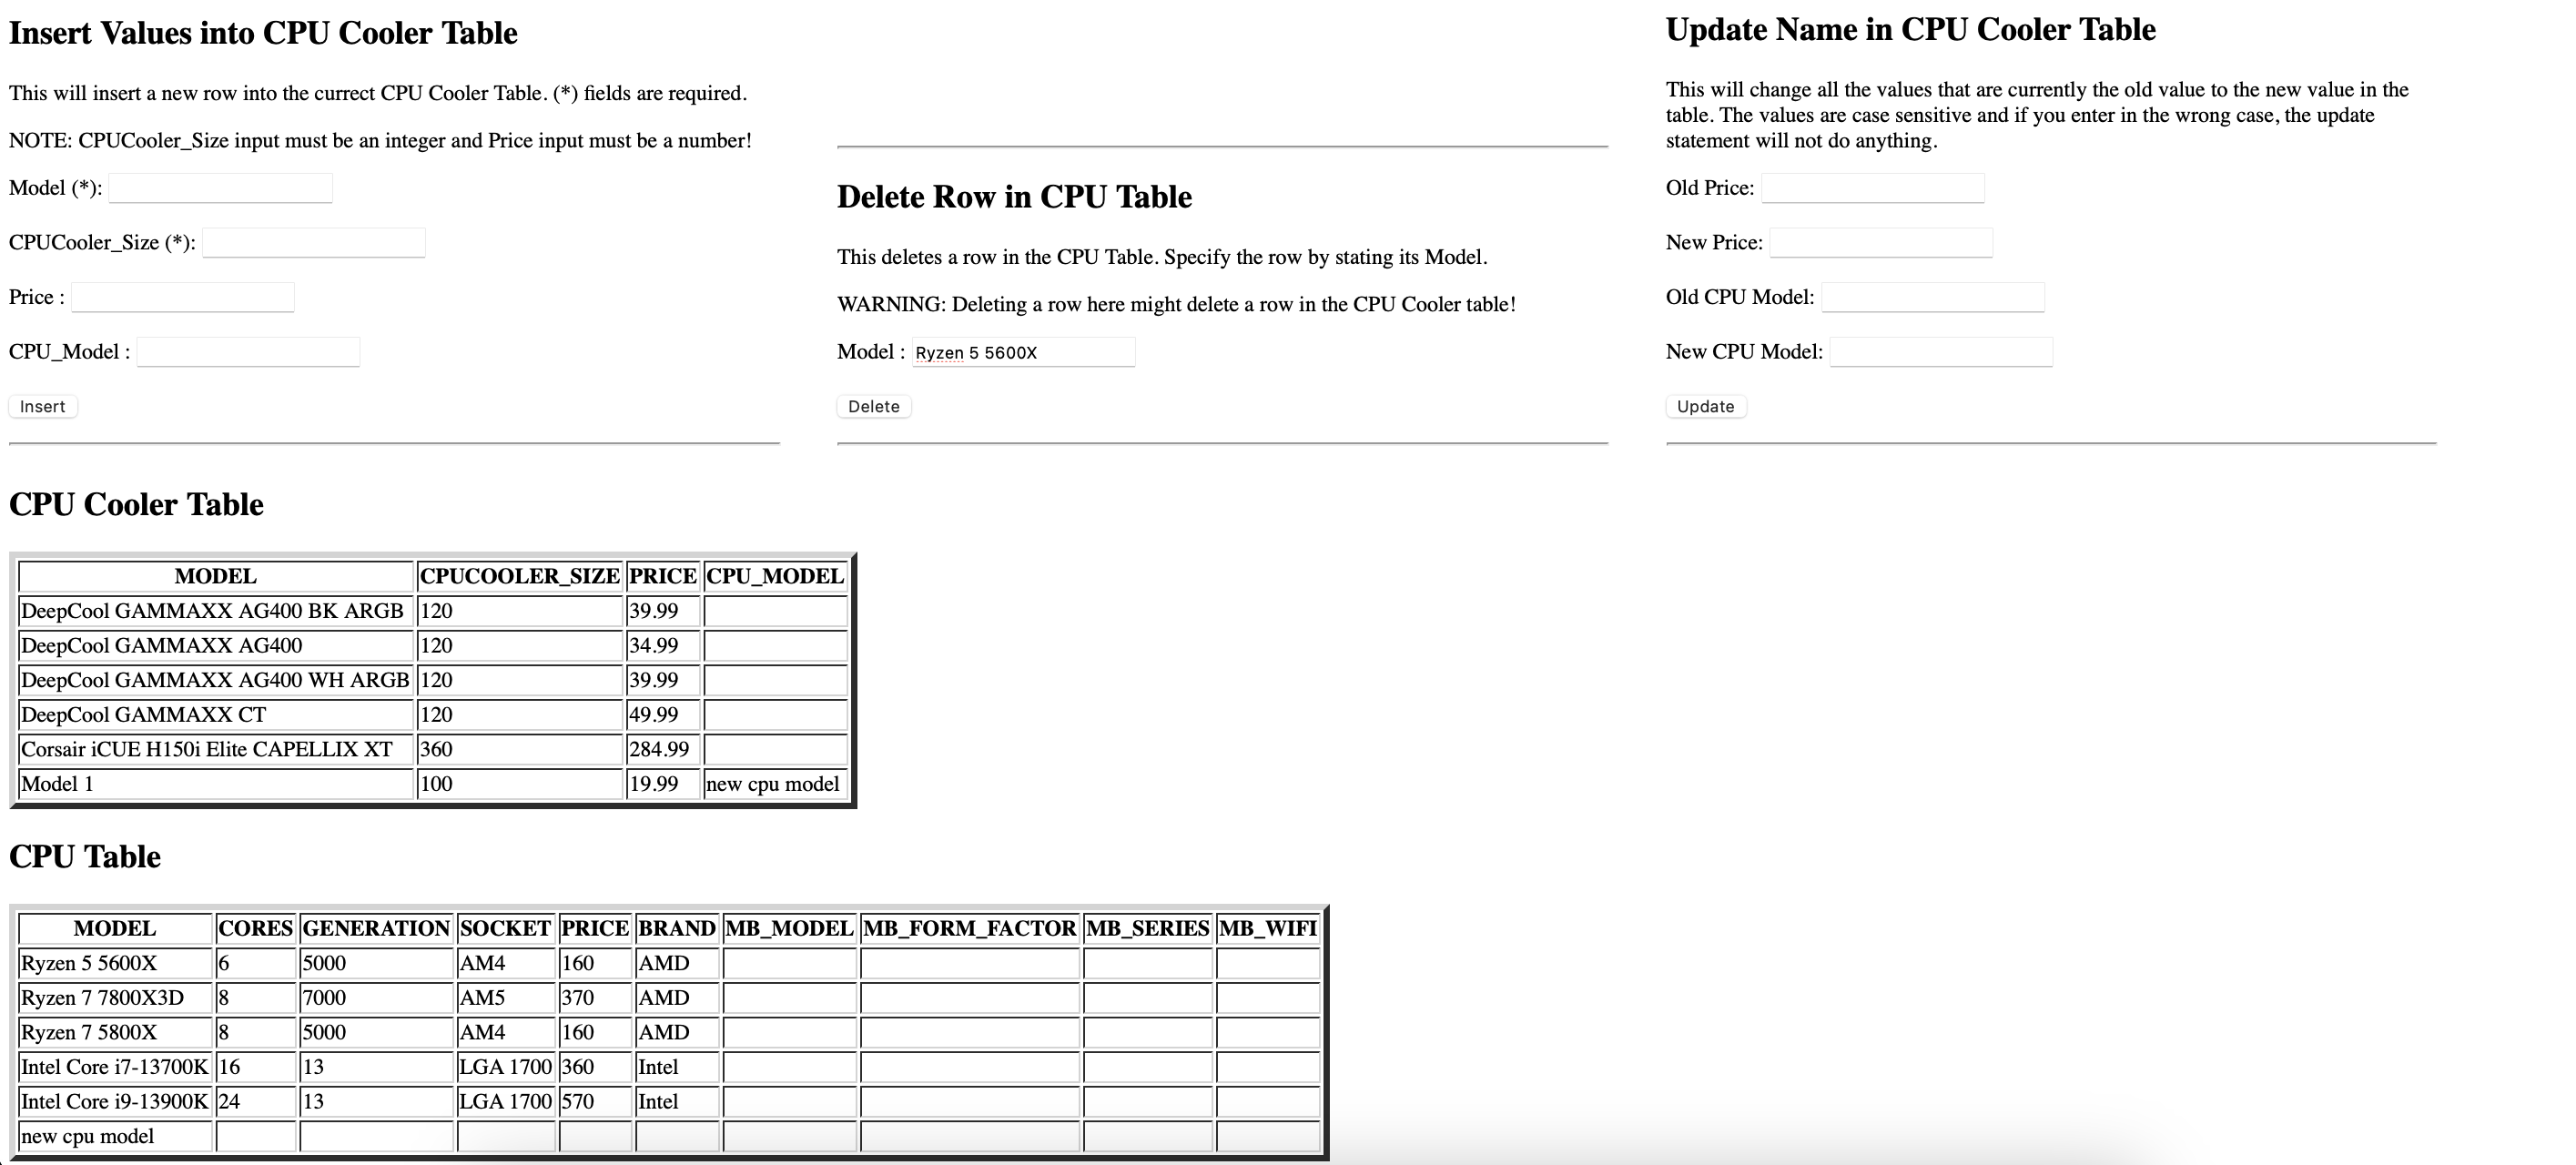 Insert Values into CPU Cooler Table
This will insert a new row into the currect CPU Cooler Table. (*) fields are required.
NOTE: CPUCooler_Size input must be an integer and Price input must be a number!
Model (*):
CPUCooler_Size (*):
Price :
CPU_Model :
Insert
Delete Row in CPU Table
This deletes a row in the CPU Table. Specify the row by stating its Model.
WARNING: Deleting a row here might delete a row in the CPU Cooler table!
Model : Ryzen 5 5600X
Delete
Update Name in CPU Cooler Table
This will change all the values that are currently the old value to the new value in the
table. The values are case sensitive and if you enter in the wrong case, the update
statement will not do anything.
Old Price:
New Price:
Old CPU Model:
New CPU Model:
Update
CPU Cooler Table
MODEL CPUCOOLER_SIZE PRICE CPU_MODEL
DeepCool GAMMAXX AG400 BK ARGB 120 39.99
DeepCool GAMMAXX AG400 120 34.99
DeepCool GAMMAXX AG400 WH ARGB 120 39.99
DeepCool GAMMAXX CT 120 49.99
Corsair iCUE H150i Elite CAPELLIX XT 360 284.99
Model 1 100 19.99 new cpu model
CPU Table
MODEL CORES GENERATION SOCKET PRICE BRAND MB_MODEL MB_FORM_FACTOR MB_SERIES MB_WIFI
Ryzen 5 5600X 6 5000 AM4 160 AMD
Ryzen 7 7800X3D 8 7000 AM5 370 AMD
Ryzen 7 5800X 8 5000 AM4 160 AMD
Intel Core i7-13700K 16 13 LGA 1700 360 Intel
Intel Core i9-13900K 24 13 LGA 1700 570 Intel
new cpu model